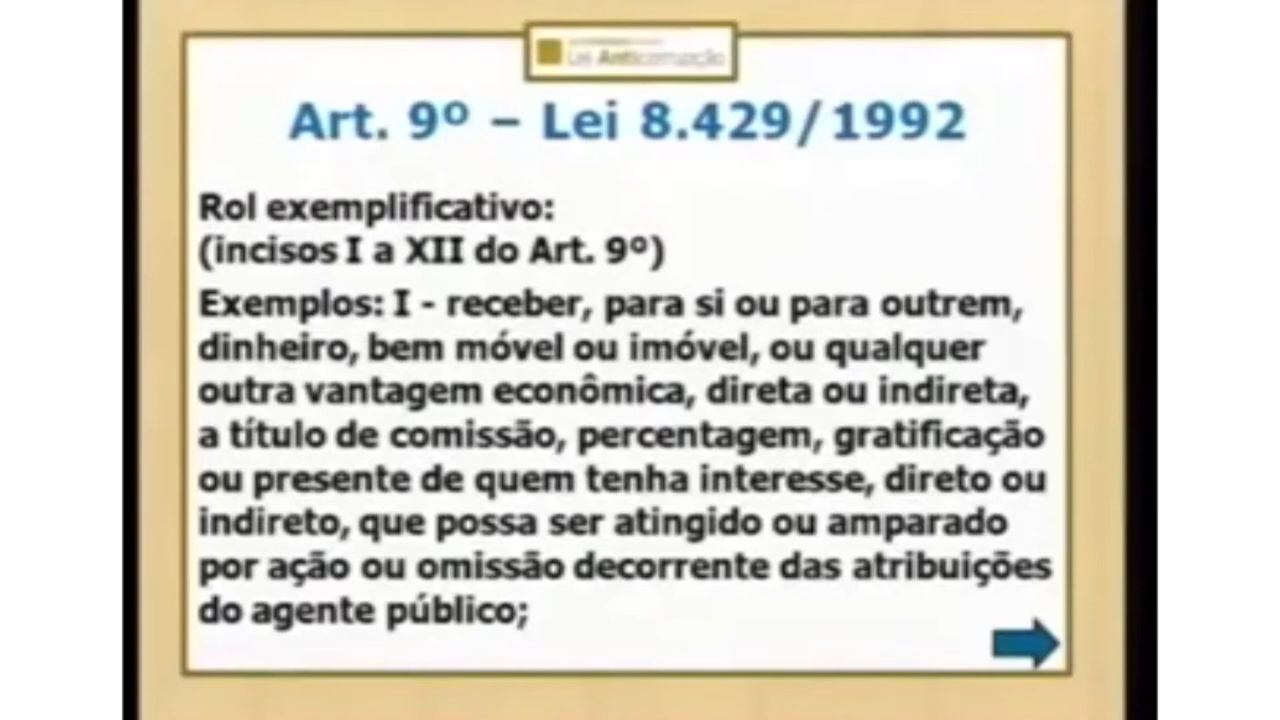 Lei Anticorrupção
Art. 9º – Lei 8.429/1992
Rol exemplificativo:
(incisos I a XII do Art. 9º)
Exemplos: I - receber, para si ou para outrem,
dinheiro, bem móvel ou imóvel, ou qualquer
outra vantagem econômica, direta ou indireta,
a título de comissão, percentagem, gratificação
ou presente de quem tenha interesse, direto ou
indireto, que possa ser atingido ou amparado
por ação ou omissão decorrente das atribuições
do agente público;